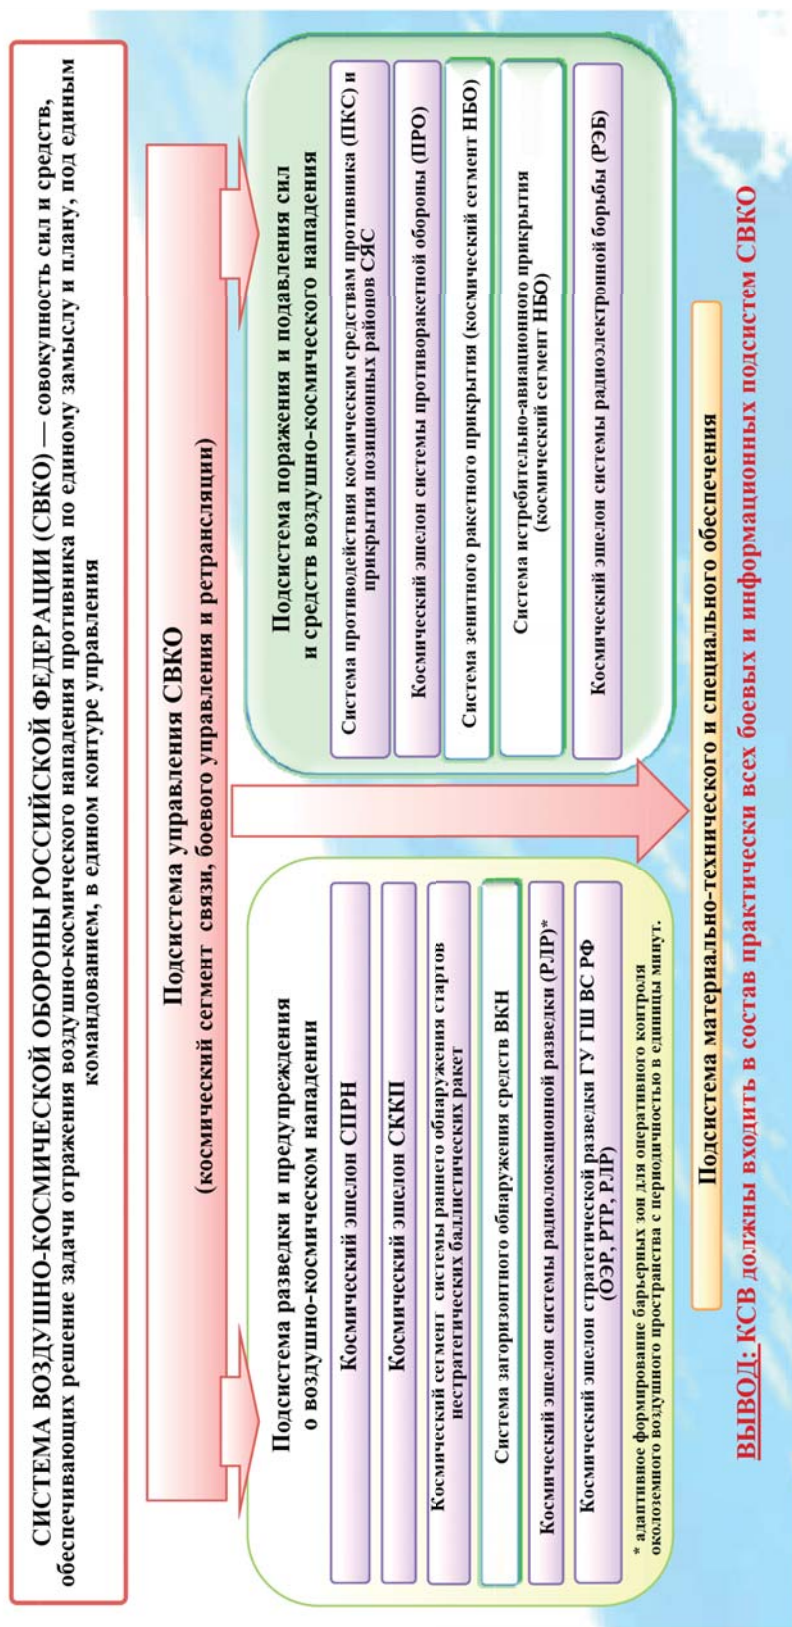 СИСТЕМА ВОЗДУШНО-КОСМИЧЕСКОЙ ОБОРОНЫ РОССИЙСКОЙ ФЕДЕРАЦИИ (СВКО) — совокупность сил и средств,
обеспечивающих решение задачи отражения воздушно-космического нападения противника по единому замыслу и плану, под единым
командованием, в едином контуре управления
Подсистема управления СВКО
(космический сегмент связи, боевого управления и ретрансляции)
Подсистема разведки и предупреждения
о воздушно-космическом нападении
Космический эшелон СПРН
Космический эшелон СККП
Космический сегмент системы раннего обнаружения стартов
нестратегических баллистических ракет
Система загоризонтного обнаружения средств ВКН
Космический эшелон системы радиолокационной разведки (РЛР)*
Космический эшелон стратегической разведки ГУ ГШ ВС РФ
(ОЭР, РТР, РЛР)
* адаптивное формирование барьерных зон для оперативного контроля
околоземного воздушного пространства с периодичностью в единицы минут.
Подсистема поражения и подавления сил
и средств воздушно-космического нападения
Система противодействия космическим средствам противника (ПКС) и
прикрытия позиционных районов СЯС
Космический эшелон системы противоракетной обороны (ПРО)
Система зенитного ракетного прикрытия (космический сегмент НБО)
Система истребительно-авиационного прикрытия
(космический сегмент НБО)
Космический эшелон системы радиоэлектронной борьбы (РЭБ)
Подсистема материально-технического и специального обеспечения
ВЫВОД: КСВ должны входить в состав практически всех боевых и информационных подсистем СВКО